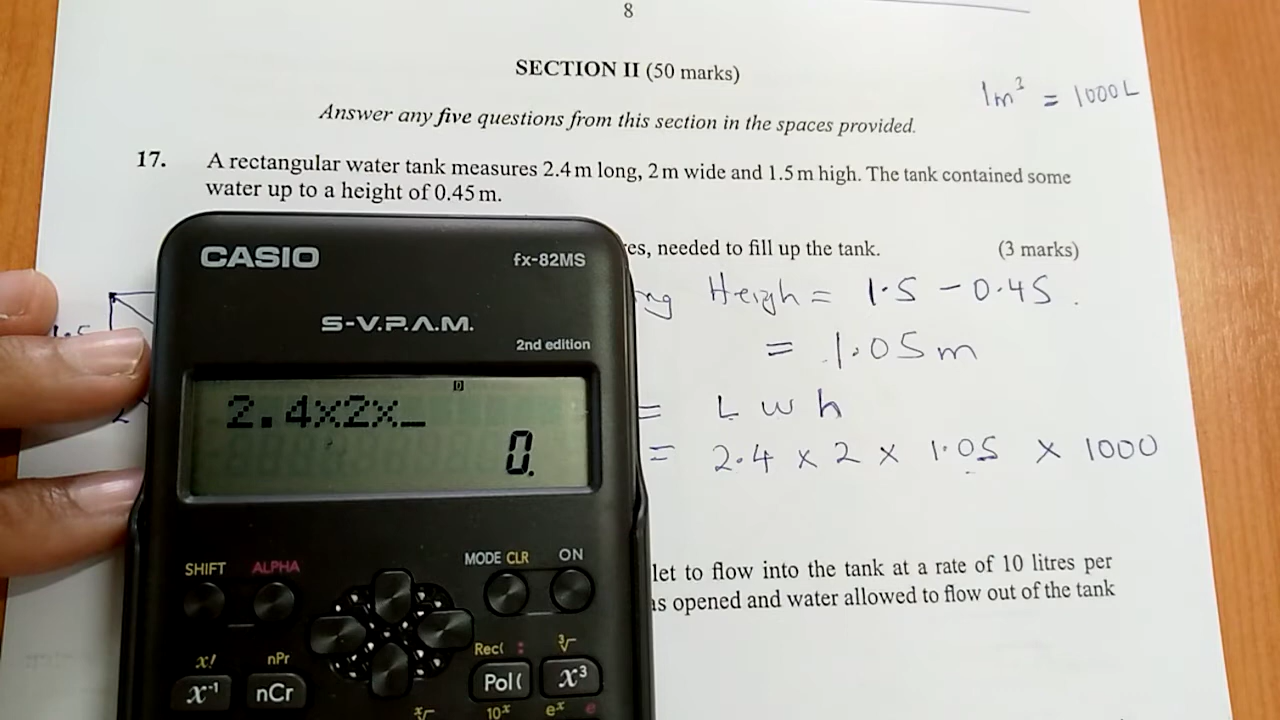 8
SECTION II (50 marks)
1m³ = 1000L
Answer any five questions from this section in the spaces provided.
17. A rectangular water tank measures 2.4 m long, 2 m wide and 1.5 m high. The tank contained some
water up to a height of 0.45 m.
needed to fill up the tank. (3 marks)
Heigh = 1.5 - 0.45.
= 1.05m
= L w h
= 2.4 x 2 x 1.05 x 1000
let to flow into the tank at a rate of 10 litres per
opened and water allowed to flow out of the tank
CASIO fx-82MS
S-V.P.A.M.
2nd edition
D
2.4x2x_
0.
SHIFT ALPHA MODE CLR ON
x! nPr Rec( : ³√
x⁻¹ nCr Pol( x³
ˣ√ 10ˣ eˣ e